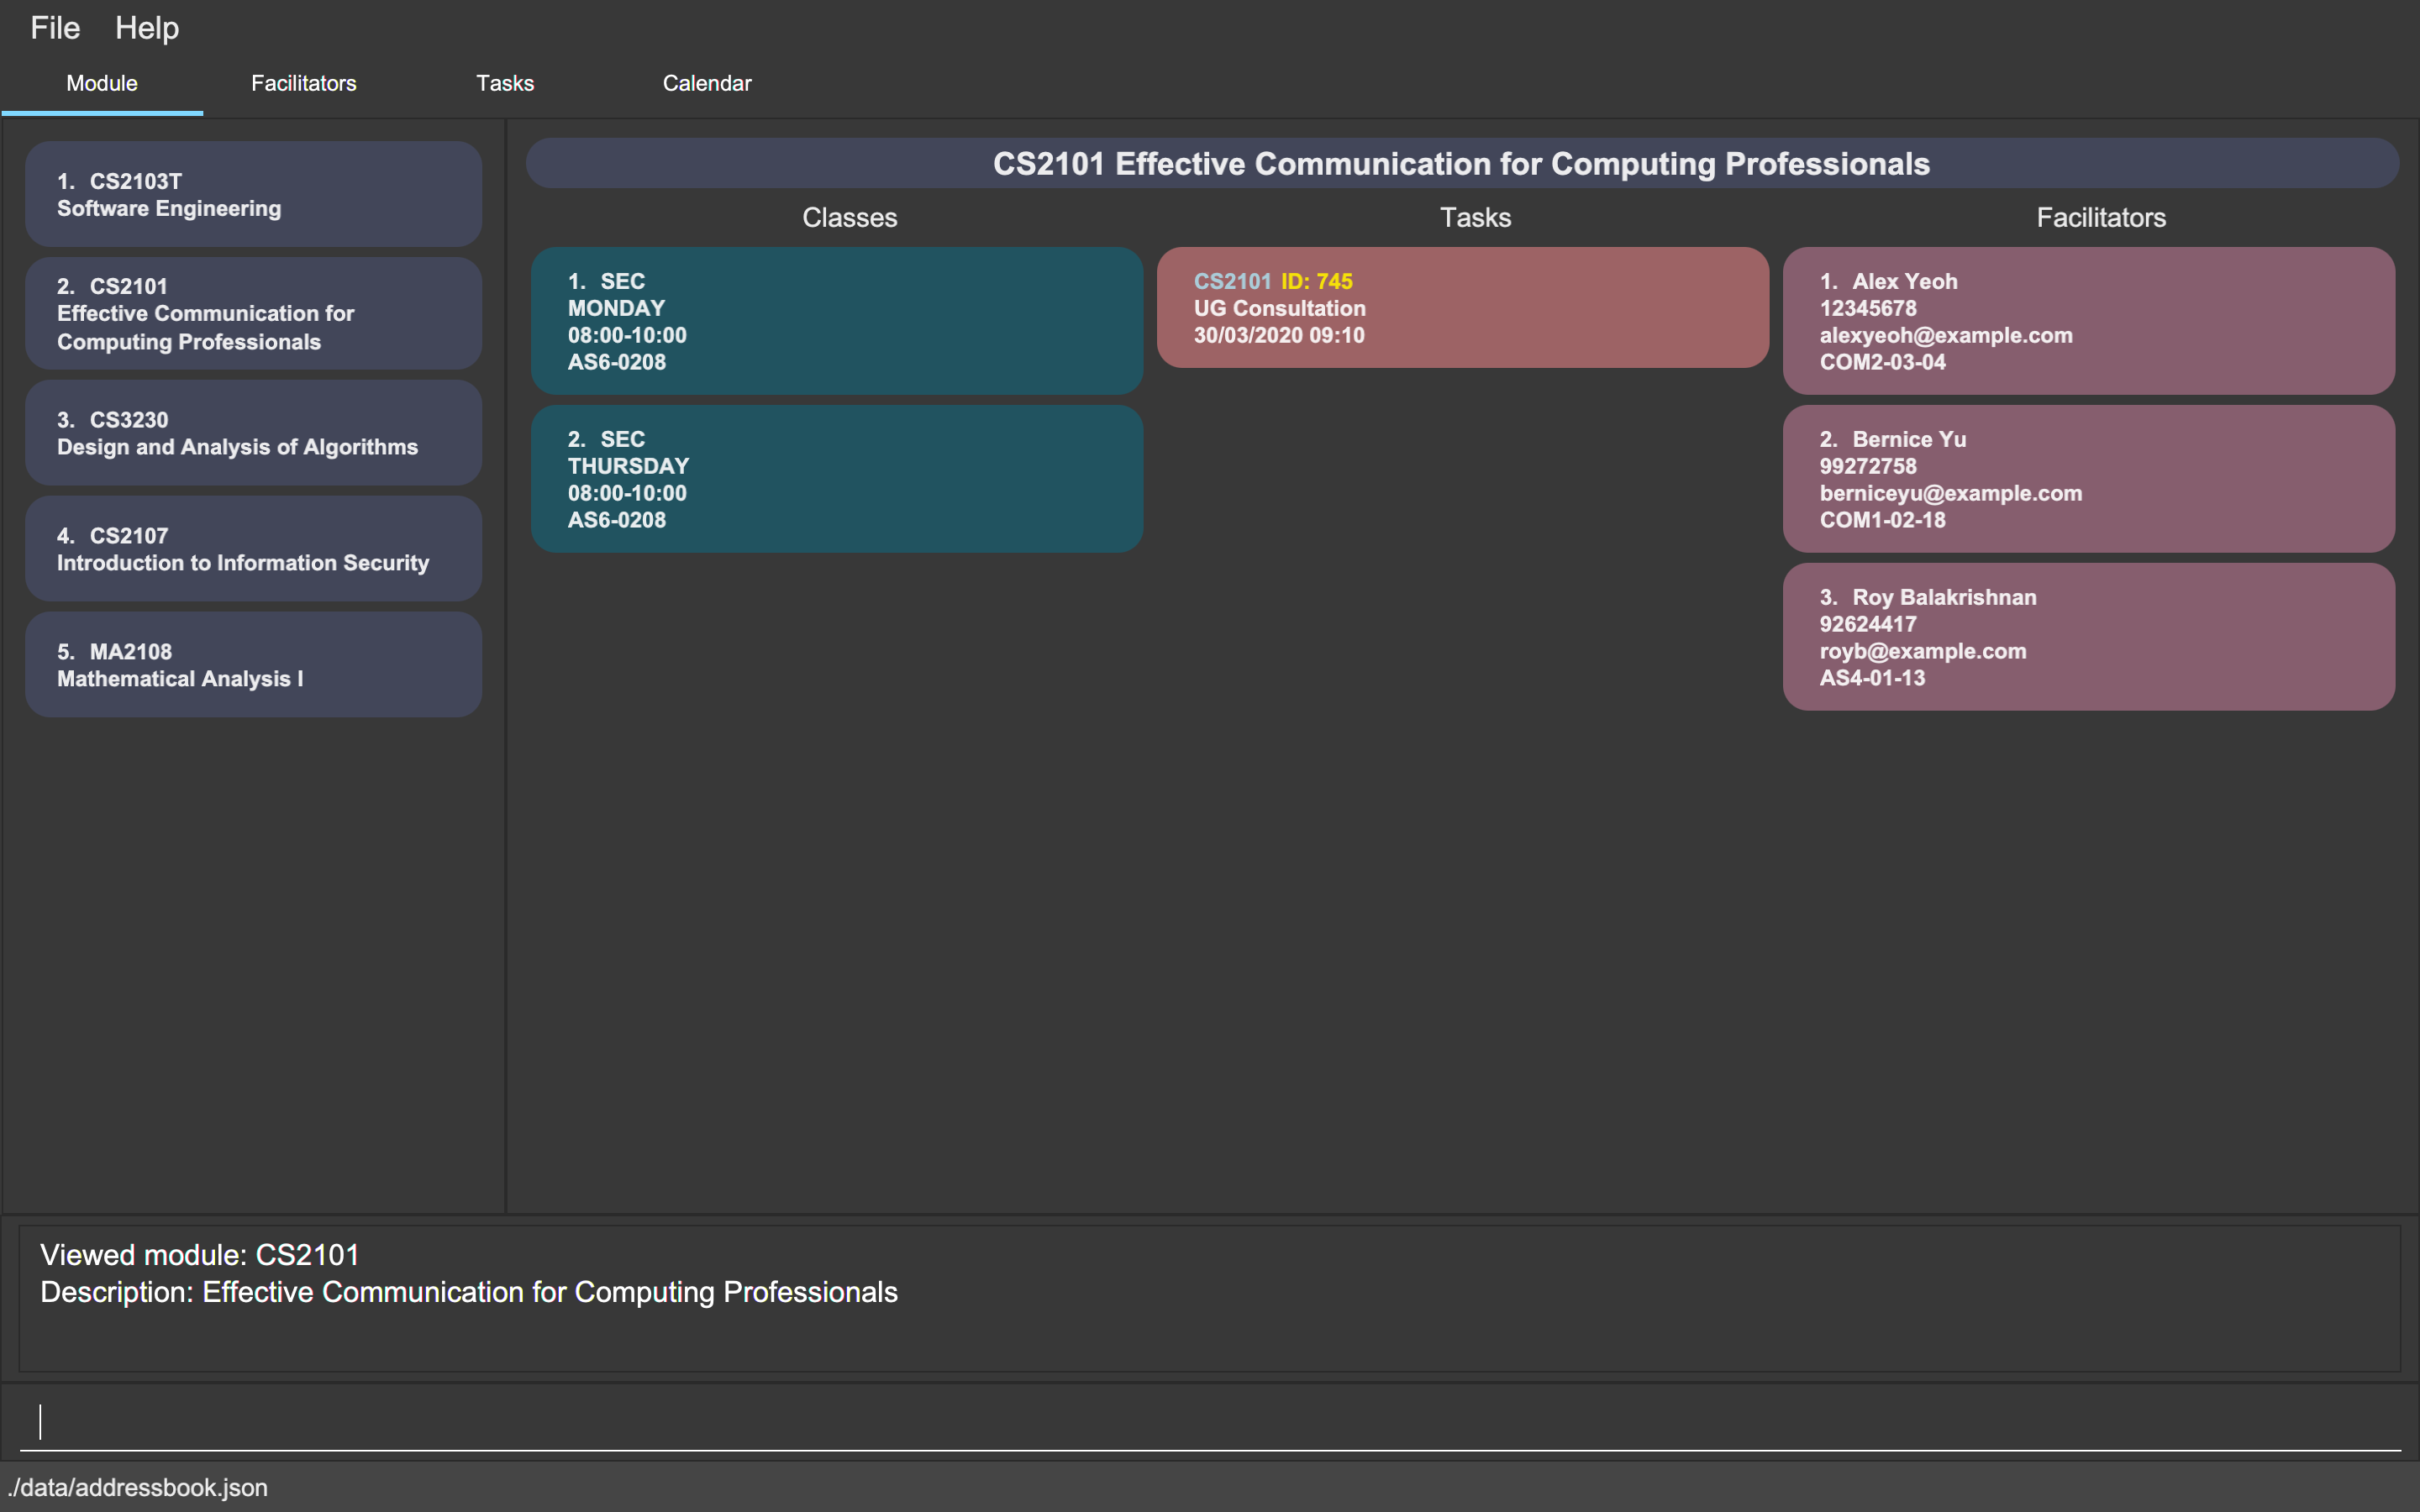 File Help
Module Facilitators Tasks Calendar
1. CS2103T
Software Engineering
2. CS2101
Effective Communication for
Computing Professionals
3. CS3230
Design and Analysis of Algorithms
4. CS2107
Introduction to Information Security
5. MA2108
Mathematical Analysis I
CS2101 Effective Communication for Computing Professionals
Classes
1. SEC
MONDAY
08:00-10:00
AS6-0208
2. SEC
THURSDAY
08:00-10:00
AS6-0208
Tasks
CS2101 ID: 745
UG Consultation
30/03/2020 09:10
Facilitators
1. Alex Yeoh
12345678
alexyeoh@example.com
COM2-03-04
2. Bernice Yu
99272758
berniceyu@example.com
COM1-02-18
3. Roy Balakrishnan
92624417
royb@example.com
AS4-01-13
Viewed module: CS2101
Description: Effective Communication for Computing Professionals
./data/addressbook.json